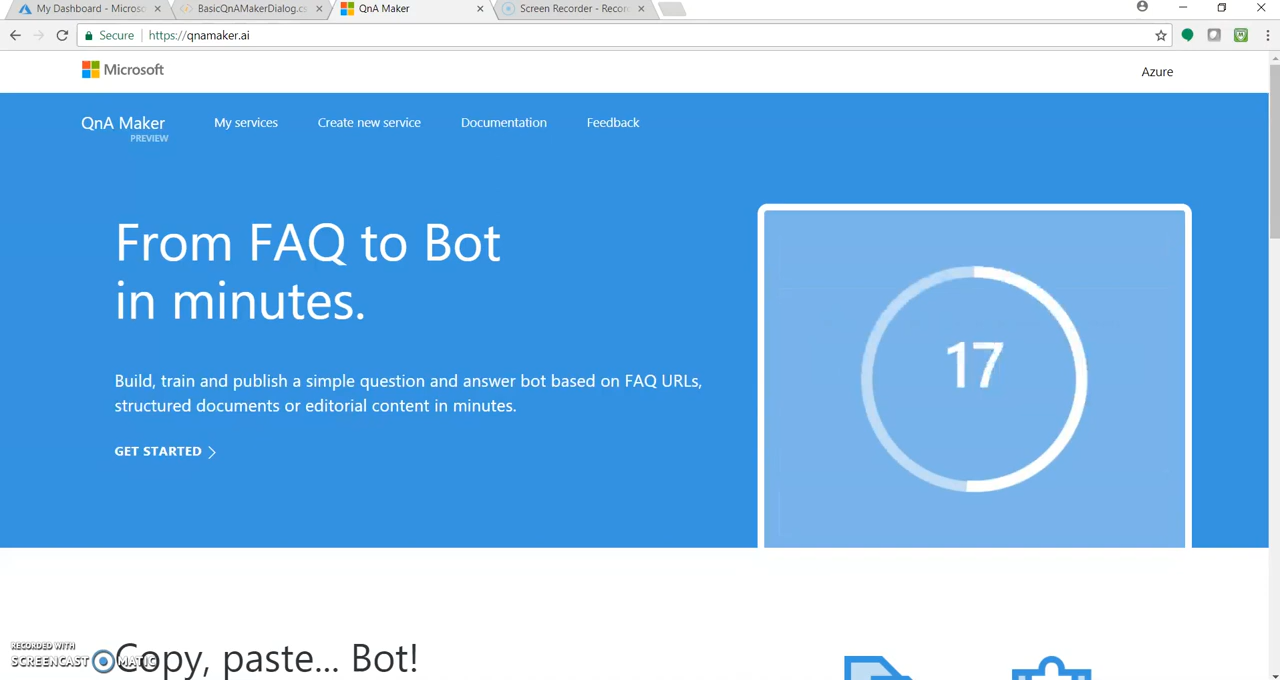 My Dashboard - Microsc
BasicQnAMakerDialog.cs
QnA Maker
Screen Recorder - Recor
Secure
https://qnamaker.ai
Microsoft
Azure
QnA Maker
PREVIEW
My services
Create new service
Documentation
Feedback
From FAQ to Bot
in minutes.
Build, train and publish a simple question and answer bot based on FAQ URLs,
structured documents or editorial content in minutes.
GET STARTED
17
Copy, paste... Bot!
RECORDED WITH
SCREENCAST MATIC